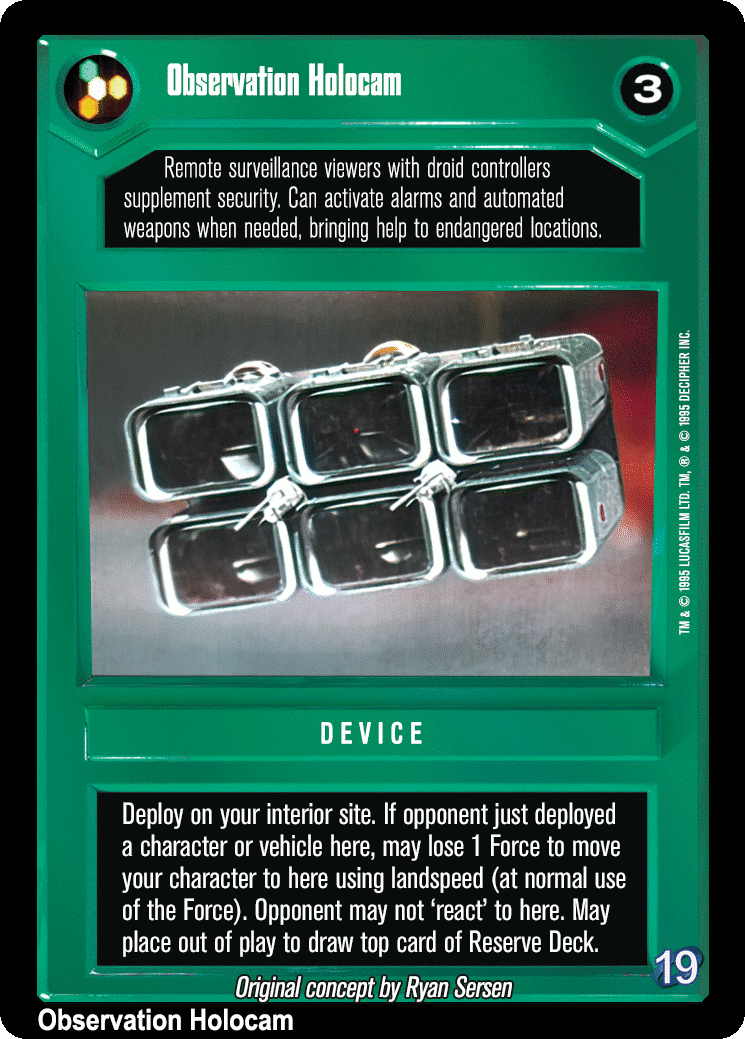 Observation Holocam
3
Remote surveillance viewers with droid controllers
supplement security. Can activate alarms and automated
weapons when needed, bringing help to endangered locations.
TM & © 1995 LUCASFILM LTD. TM, ® & © 1995 DECIPHER INC.
DEVICE
Deploy on your interior site. If opponent just deployed
a character or vehicle here, may lose 1 Force to move
your character to here using landspeed (at normal use
of the Force). Opponent may not ‘react’ to here. May
place out of play to draw top card of Reserve Deck.
19
Original concept by Ryan Sersen
Observation Holocam